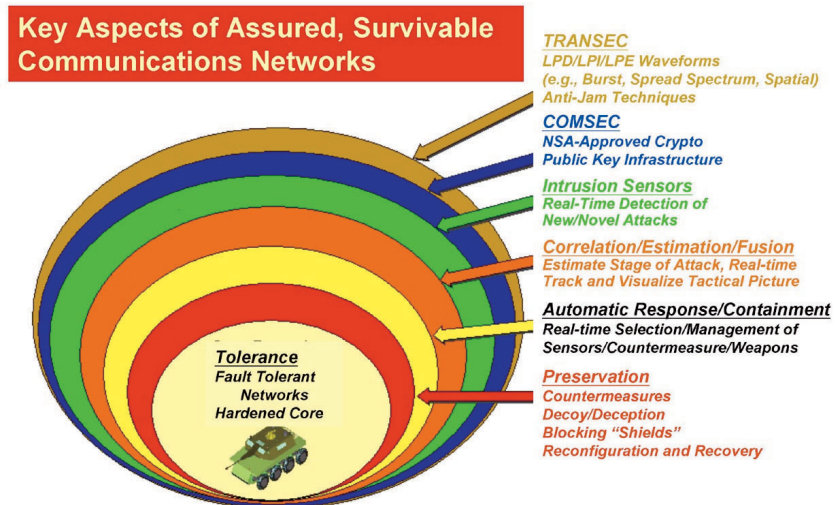 Key Aspects of Assured, Survivable
Communications Networks
TRANSEC
LPD/LPI/LPE Waveforms
(e.g., Burst, Spread Spectrum, Spatial)
Anti-Jam Techniques
COMSEC
NSA-Approved Crypto
Public Key Infrastructure
Intrusion Sensors
Real-Time Detection of
New/Novel Attacks
Correlation/Estimation/Fusion
Estimate Stage of Attack, Real-time
Track and Visualize Tactical Picture
Automatic Response/Containment
Real-time Selection/Management of
Sensors/Countermeasure/Weapons
Preservation
Countermeasures
Decoy/Deception
Blocking “Shields”
Reconfiguration and Recovery
Tolerance
Fault Tolerant
Networks
Hardened Core